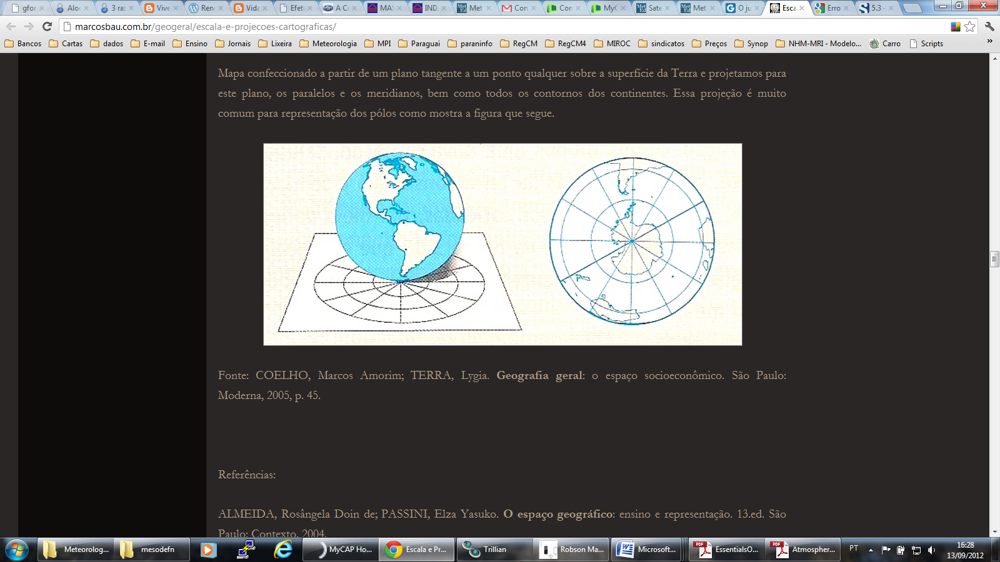 gfor
Aloc
3 ra
Vive
Ren
Vida
Efeti
A C
MA
IND
Met
Con
Cor
MyC
Sate
Met
O ju
Esca
Erro
5.3 -
marcosbau.com.br/geogeral/escala-e-projecoes-cartograficas/
Bancos Cartas dados E-mail Ensino Jornais Lixeira Meteorologia MPI Paraguai paraninfo RegCM RegCM4 MIROC sindicatos Preços Synop NHM-MRI - Modelo... Carro Scripts »
Mapa confeccionado a partir de um plano tangente a um ponto qualquer sobre a superfície da Terra e projetamos para
este plano, os paralelos e os meridianos, bem como todos os contornos dos continentes. Essa projeção é muito
comum para representação dos pólos como mostra a figura que segue.
Fonte: COELHO, Marcos Amorim; TERRA, Lygia. Geografia geral: o espaço socioeconômico. São Paulo:
Moderna, 2005, p. 45.
Referências:
ALMEIDA, Rosângela Doin de; PASSINI, Elza Yasuko. O espaço geográfico: ensino e representação. 13.ed. São
Paulo: Contexto, 2004.
Meteorolog... mesodefn MyCAP Ho... Escala e Pr... Trillian Robson Ma... Microsoft... EssentialsO... Atmospher... PT 16:28
13/09/2012